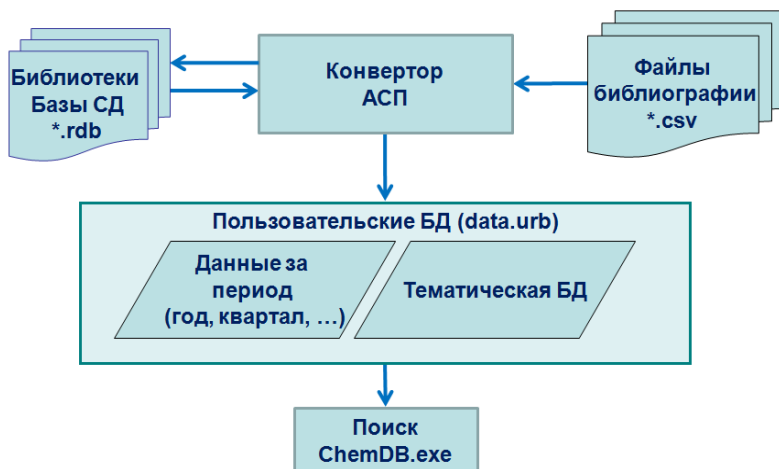 Библиотеки
Базы СД
*.rdb
Конвертор
АСП
Файлы
библиографии
*.csv
Пользовательские БД (data.urb)
Данные за
период
(год, квартал, ...)
Тематическая БД
Поиск
ChemDB.exe